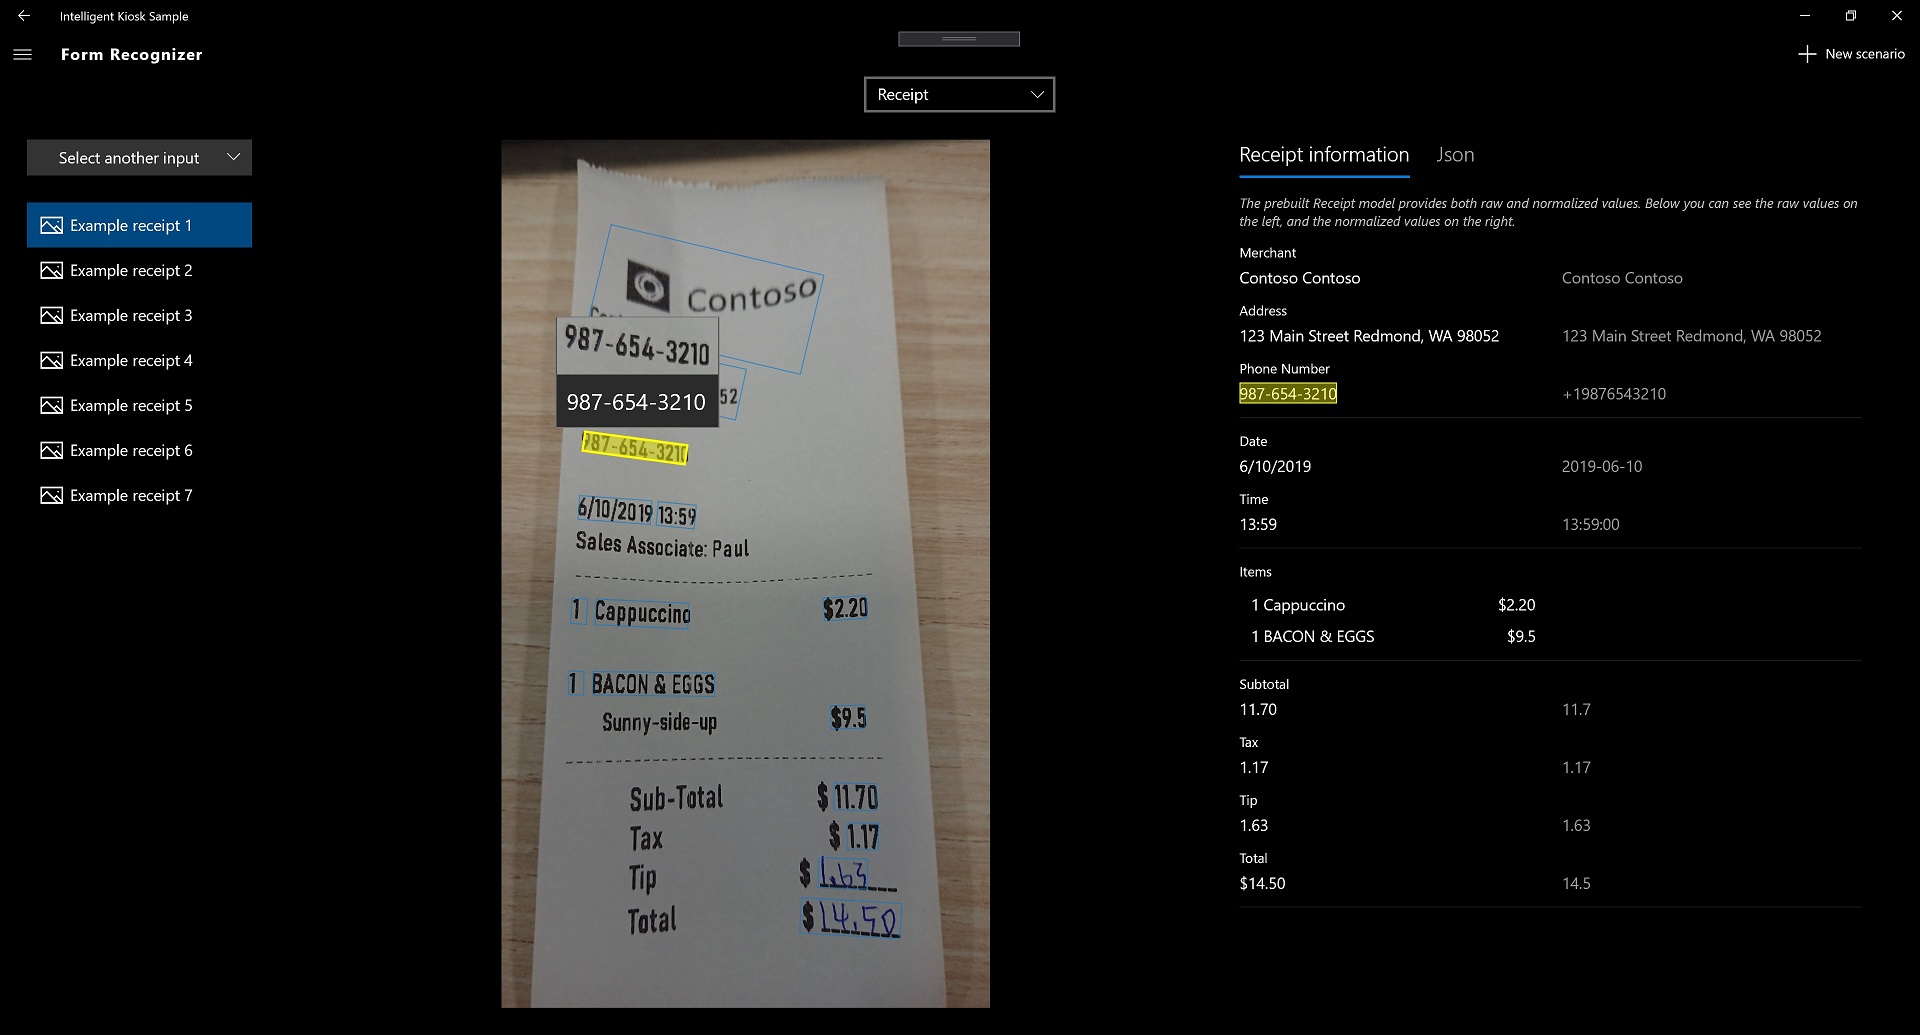 Intelligent Kiosk Sample
Form Recognizer
New scenario
Receipt
Select another input
Example receipt 1
Example receipt 2
Example receipt 3
Example receipt 4
Example receipt 5
Example receipt 6
Example receipt 7
Contoso
987-654-3210
987-654-3210
52
987-654-3210
6/10/2019 13:59
Sales Associate: Paul
1 Cappuccino $2.20
1 BACON & EGGS
Sunny-side-up $9.5
Sub-Total $ 11.70
Tax $ 1.17
Tip $ 1.63
Total $14.50
Receipt information Json
The prebuilt Receipt model provides both raw and normalized values. Below you can see the raw values on
the left, and the normalized values on the right.
Merchant
Contoso Contoso Contoso Contoso
Address
123 Main Street Redmond, WA 98052 123 Main Street Redmond, WA 98052
Phone Number
987-654-3210 +19876543210
Date
6/10/2019 2019-06-10
Time
13:59 13:59:00
Items
1 Cappuccino $2.20
1 BACON & EGGS $9.5
Subtotal
11.70 11.7
Tax
1.17 1.17
Tip
1.63 1.63
Total
$14.50 14.5